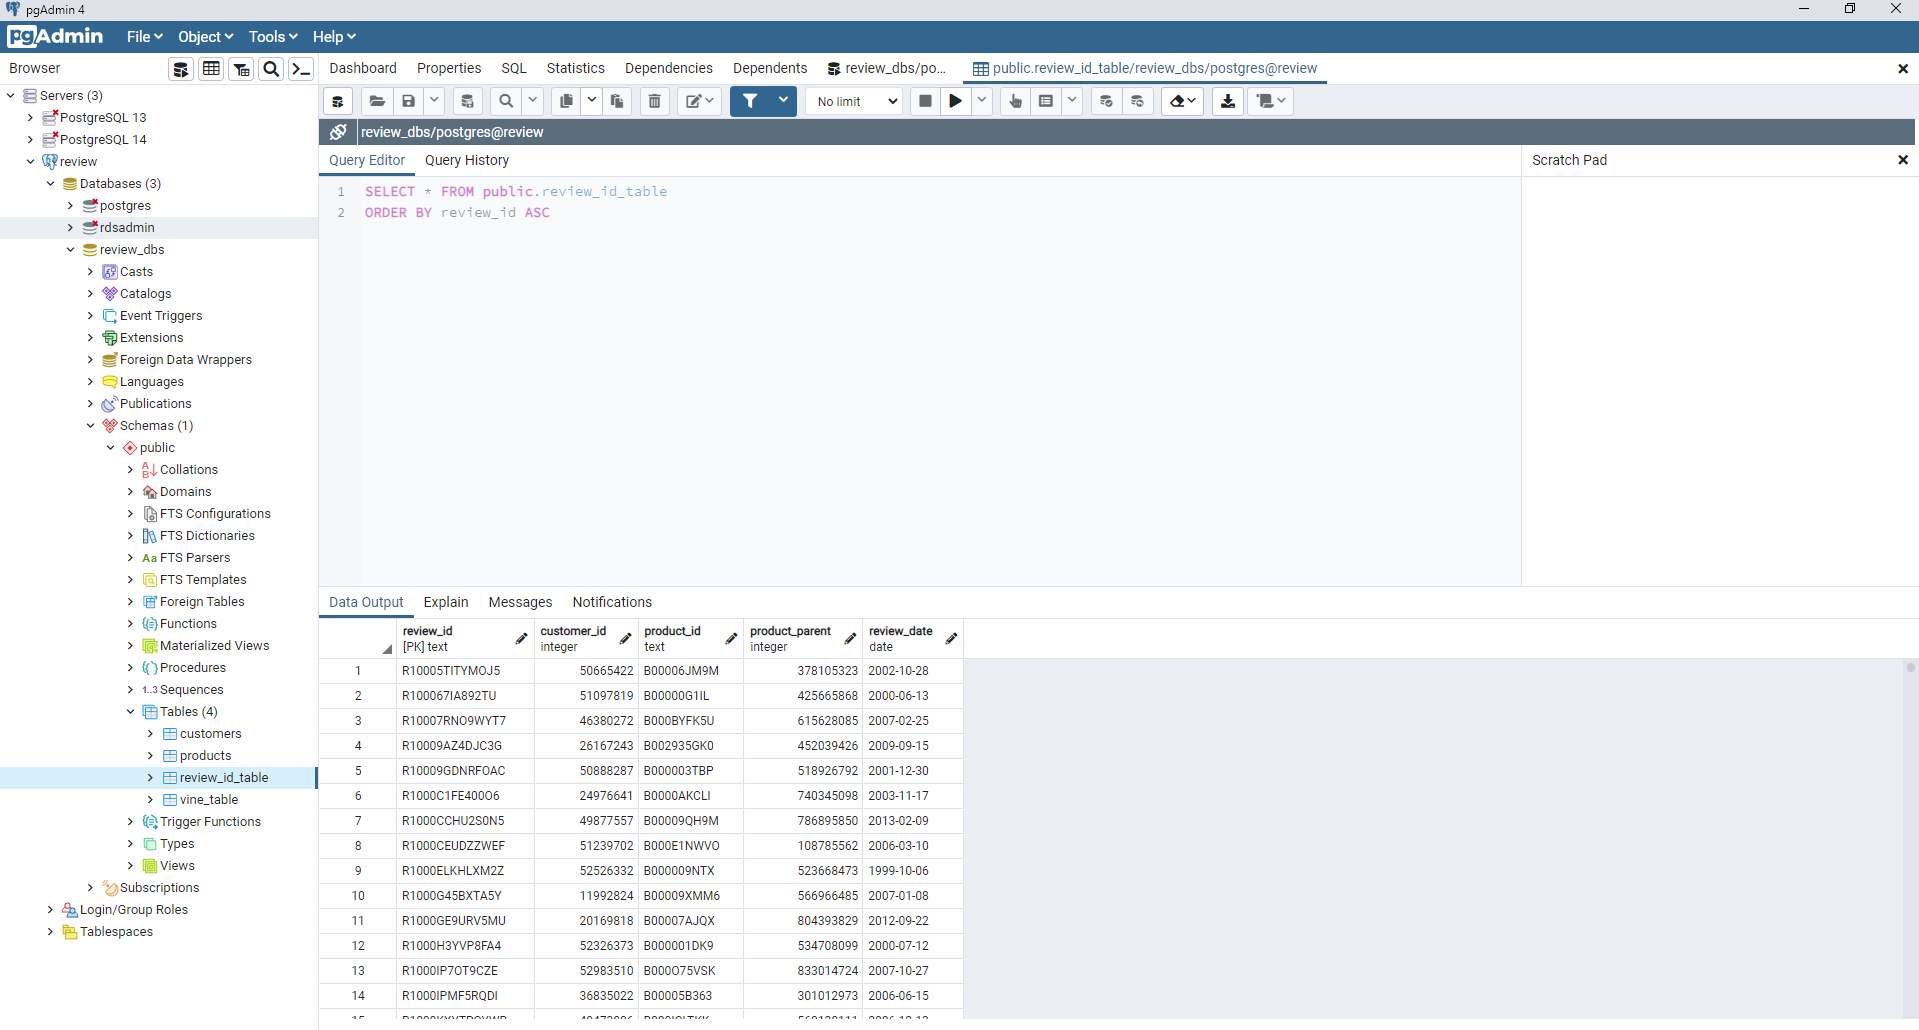 pgAdmin 4
pgAdmin File Object Tools Help
Browser
Dashboard Properties SQL Statistics Dependencies Dependents review_dbs/po... public.review_id_table/review_dbs/postgres@review
Servers (3)
PostgreSQL 13
PostgreSQL 14
review
Databases (3)
postgres
rdsadmin
review_dbs
Casts
Catalogs
Event Triggers
Extensions
Foreign Data Wrappers
Languages
Publications
Schemas (1)
public
Collations
Domains
FTS Configurations
FTS Dictionaries
Aa FTS Parsers
FTS Templates
Foreign Tables
Functions
Materialized Views
Procedures
1..3 Sequences
Tables (4)
customers
products
review_id_table
vine_table
Trigger Functions
Types
Views
Subscriptions
Login/Group Roles
Tablespaces
No limit
review_dbs/postgres@review
Query Editor Query History
Scratch Pad
1 SELECT * FROM public.review_id_table
2 ORDER BY review_id ASC
Data Output Explain Messages Notifications
review_id customer_id product_id product_parent review_date
[PK] text integer text integer date
1 R10005TITYMOJ5 50665422 B00006JM9M 378105323 2002-10-28
2 R100067IA892TU 51097819 B00000G1IL 425665868 2000-06-13
3 R10007RNO9WYT7 46380272 B000BYFK5U 615628085 2007-02-25
4 R10009AZ4DJC3G 26167243 B002935GK0 452039426 2009-09-15
5 R10009GDNRFOAC 50888287 B000003TBP 518926792 2001-12-30
6 R1000C1FE400O6 24976641 B0000AKCLI 740345098 2003-11-17
7 R1000CCHU2S0N5 49877557 B00009QH9M 786895850 2013-02-09
8 R1000CEUDZZWEF 51239702 B000E1NWVO 108785562 2006-03-10
9 R1000ELKHLXM2Z 52526332 B000009NTX 523668473 1999-10-06
10 R1000G45BXTA5Y 11992824 B00009XMM6 566966485 2007-01-08
11 R1000GE9URV5MU 20169818 B00007AJQX 804393829 2012-09-22
12 R1000H3YVP8FA4 52326373 B000001DK9 534708099 2000-07-12
13 R1000IP7OT9CZE 52983510 B000O75VSK 833014724 2007-10-27
14 R1000IPMF5RQDI 36835022 B00005B363 301012973 2006-06-15